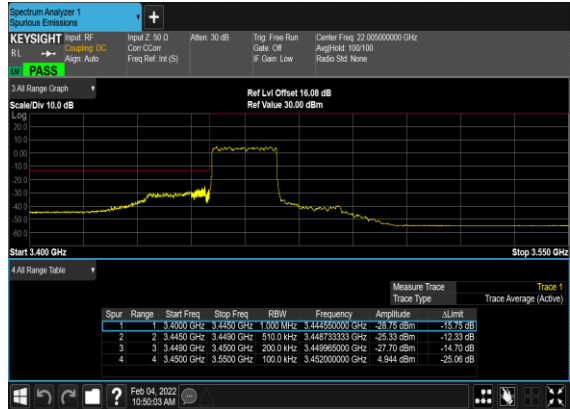 Spectrum Analyzer 1
Spurious Emissions
KEYSIGHT Input: RF Input Z: 50 Ω Atten: 30 dB Trig: Free Run Center Freq: 22.005000000 GHz
RL Coupling: DC Corr CCorr Gate: Off Avg|Hold: 100/100
Align: Auto Freq Ref: Int (S) IF Gain: Low Radio Std: None
PASS
3 All Range Graph
Ref Lvl Offset 16.08 dB
Scale/Div 10.0 dB Ref Value 30.00 dBm
Log
20.0
10.0
0.00
-10.0
-20.0
-30.0
-40.0
-50.0
-60.0
Start 3.400 GHz Stop 3.550 GHz
4 All Range Table
Measure Trace Trace 1
Trace Type Trace Average (Active)
Spur Range Start Freq Stop Freq RBW Frequency Amplitude ΔLimit
1 1 3.4000 GHz 3.4450 GHz 1.000 MHz 3.444550000 GHz -28.75 dBm -15.75 dB
2 2 3.4450 GHz 3.4490 GHz 510.0 kHz 3.448733333 GHz -25.33 dBm -12.33 dB
3 3 3.4490 GHz 3.4500 GHz 200.0 kHz 3.449965000 GHz -27.70 dBm -14.70 dB
4 4 3.4500 GHz 3.5500 GHz 100.0 kHz 3.452000000 GHz 4.944 dBm -25.06 dB
Feb 04, 2022
10:50:03 AM